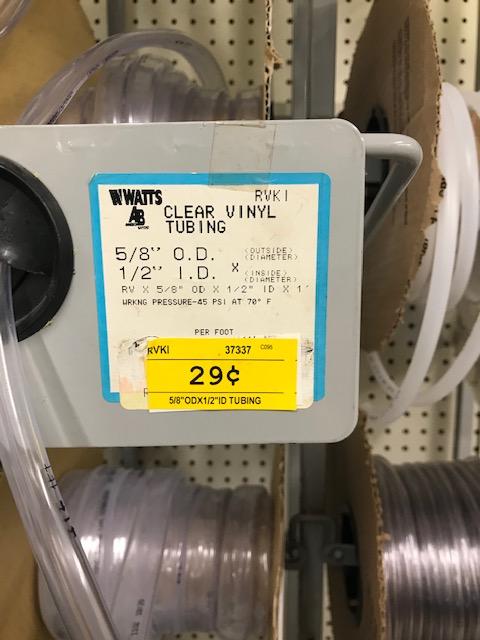 WATTS
AB
RVKI
CLEAR VINYL
TUBING
5/8" O.D. (OUTSIDE)
(DIAMETER)
X
1/2" I.D. (INSIDE)
(DIAMETER)
RV X 5/8" OD X 1/2" ID X 1'
WRKNG PRESSURE-45 PSI AT 70° F
PER FOOT
RVKI 37337 C095
29¢
5/8"ODX1/2"ID TUBING